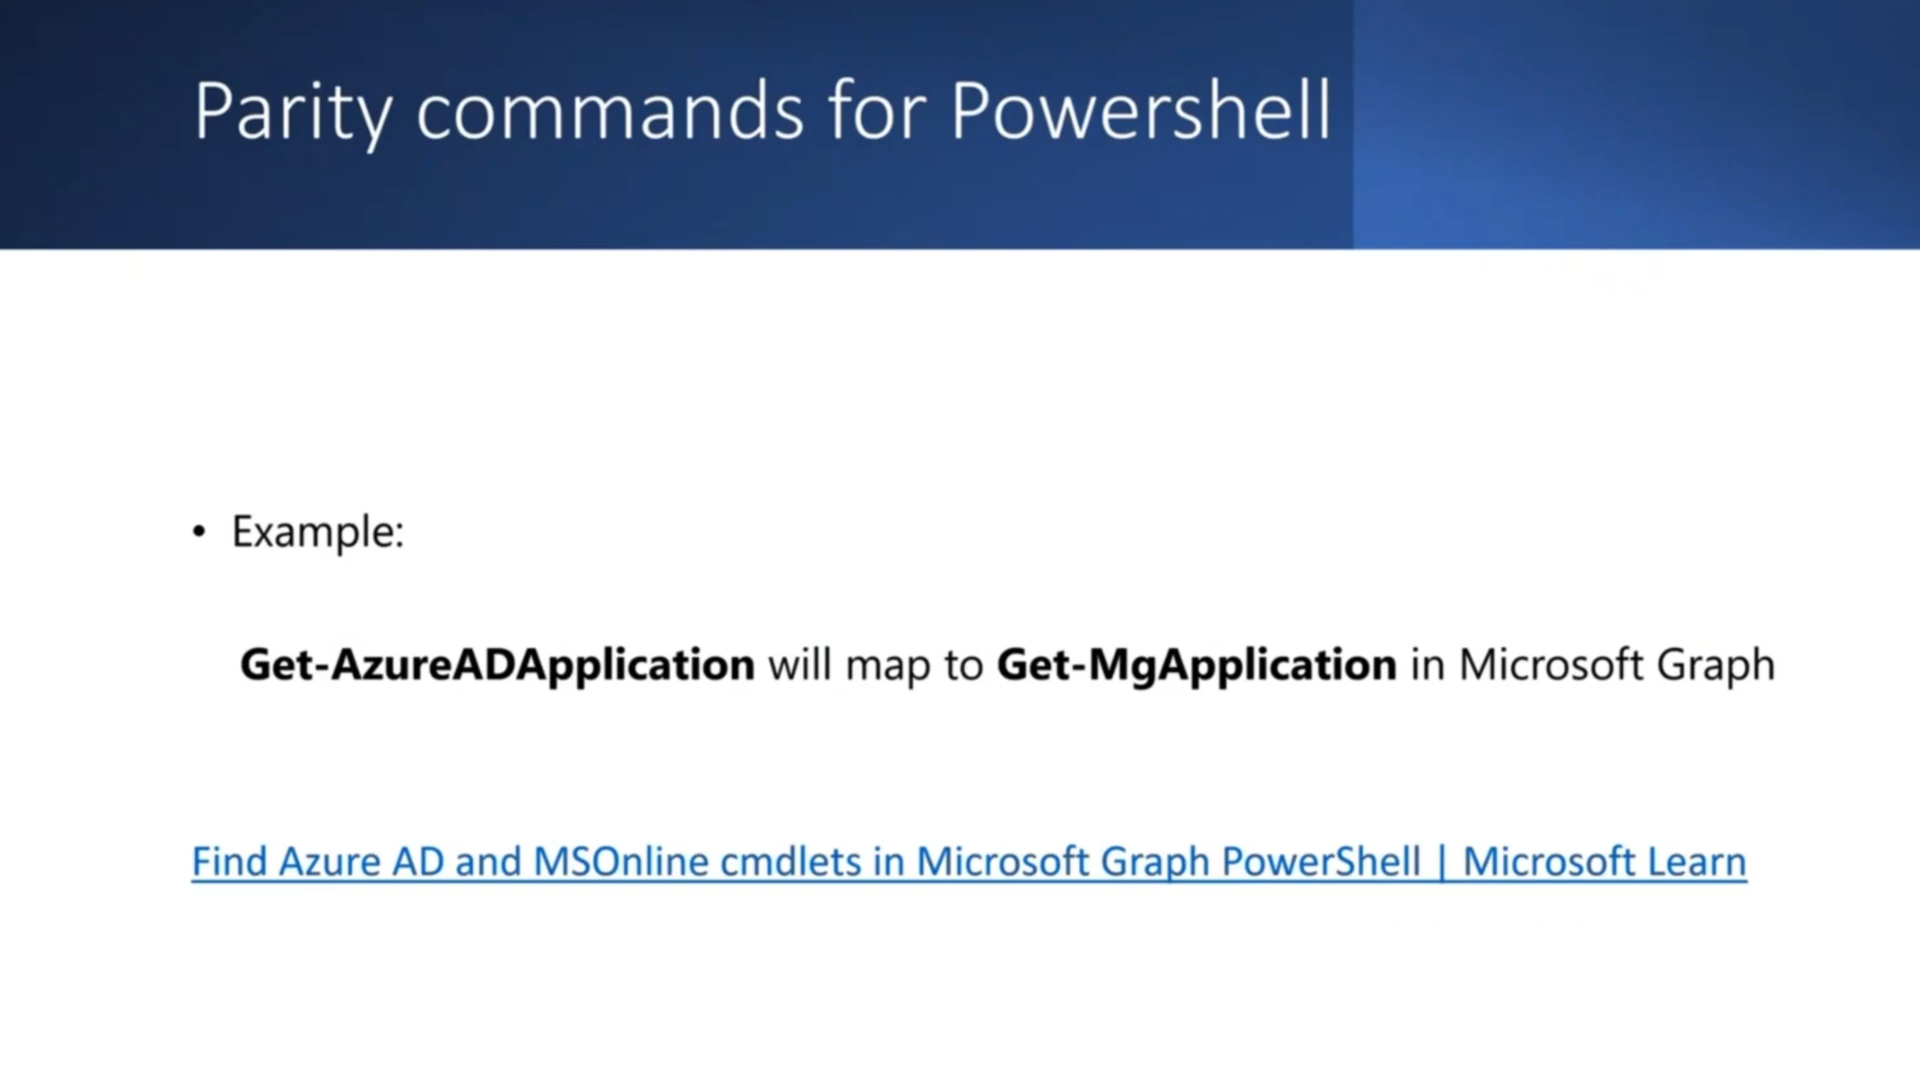 Parity commands for Powershell
• Example:
Get-AzureADApplication will map to Get-MgApplication in Microsoft Graph
Find Azure AD and MSOnline cmdlets in Microsoft Graph PowerShell | Microsoft Learn